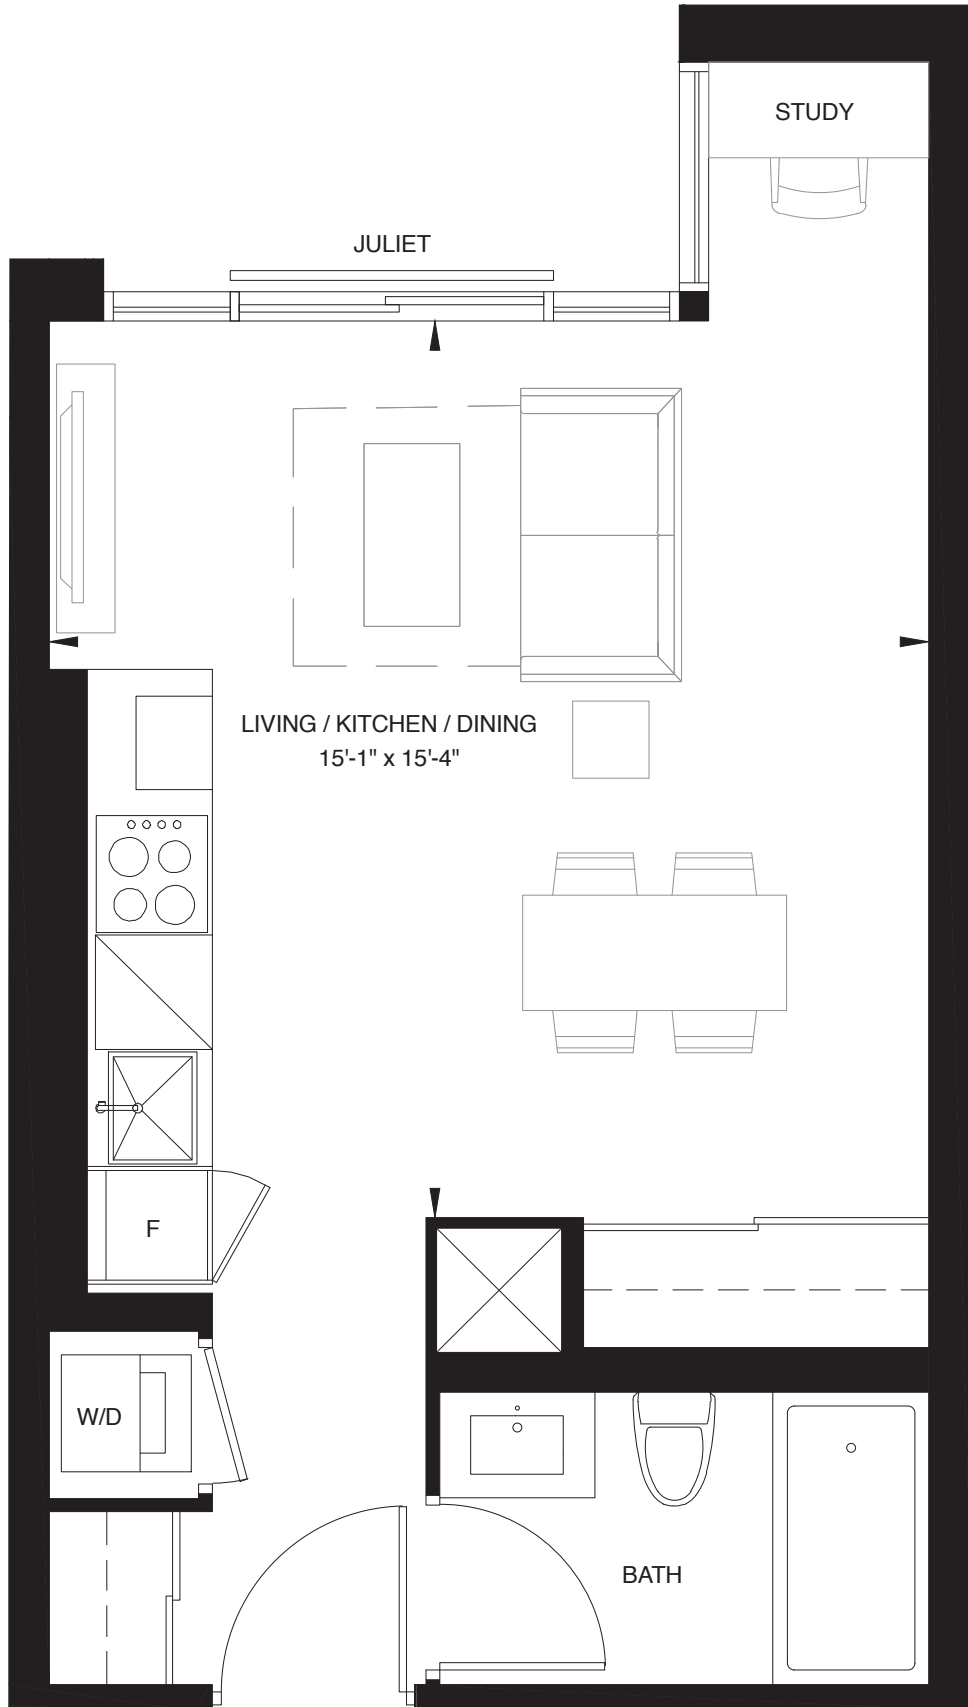 STUDY
JULIET
LIVING / KITCHEN / DINING
15'-1" x 15'-4"
F
W/D
BATH